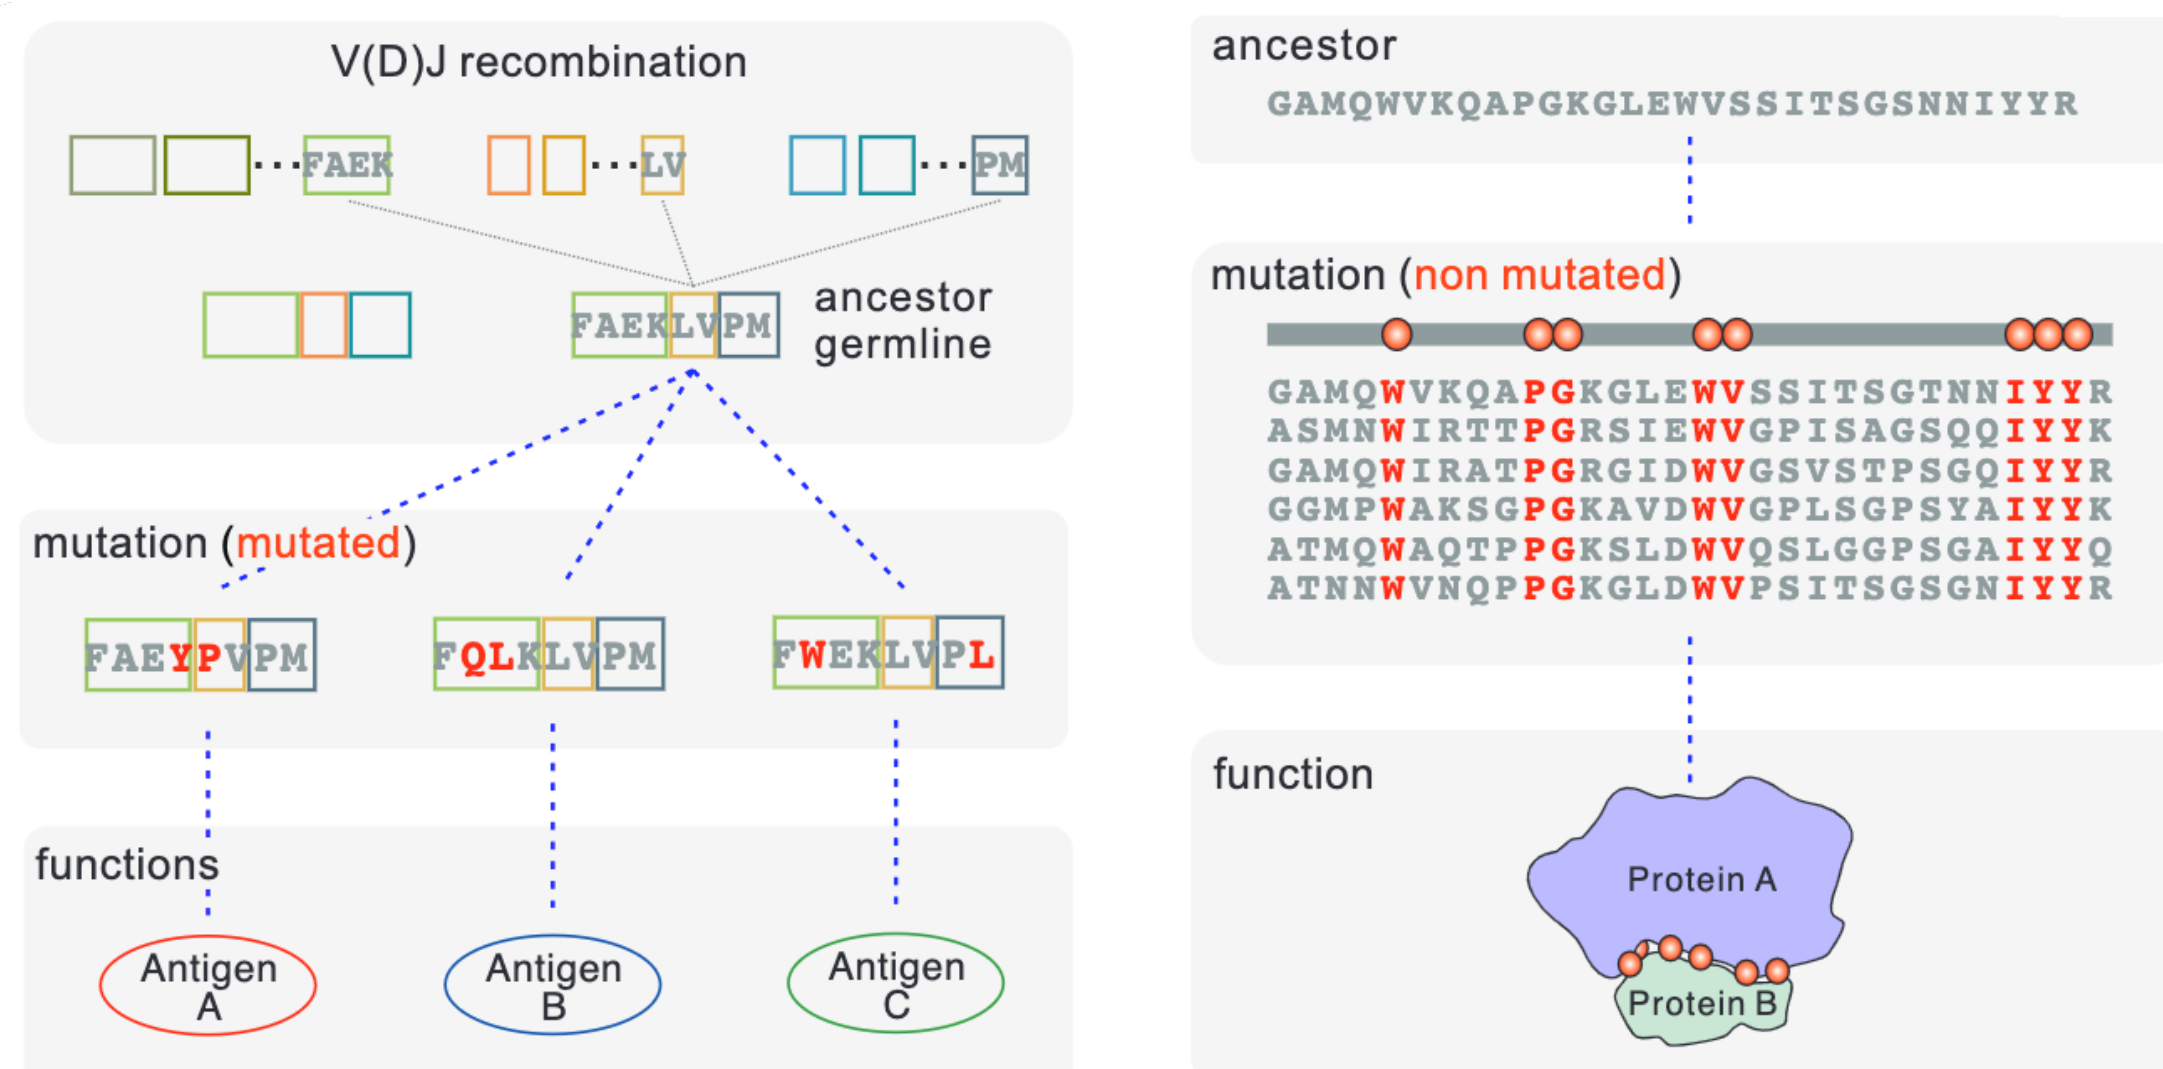 V(D)J recombination
...FAEK ...LV ...PM
FAEKLVPM
ancestor
germline
mutation (mutated)
FAEYPVPM FQLKLVPM FWEKLVPL
functions
Antigen
A
Antigen
B
Antigen
C
ancestor
GAMQWVKQAPGKGLEWVSSITSGSNNIYYR
mutation (non mutated)
GAMQWVKQAPGKGLEWVSSITSGTNNIYYR
ASMNWIRTTPGRSIEWVGPISAGSQQIYYK
GAMQWIRATPGRGIDWVGSVSTPSGQIYYR
GGMPWAKSGPGKAVDWVGPLSGPSYAIYYK
ATMQWAQTPPGKSLDWVQSLGGPSGAIYYQ
ATNNWVNQPPGKGLDWVPSITSGSGNIYYR
function
Protein A
Protein B